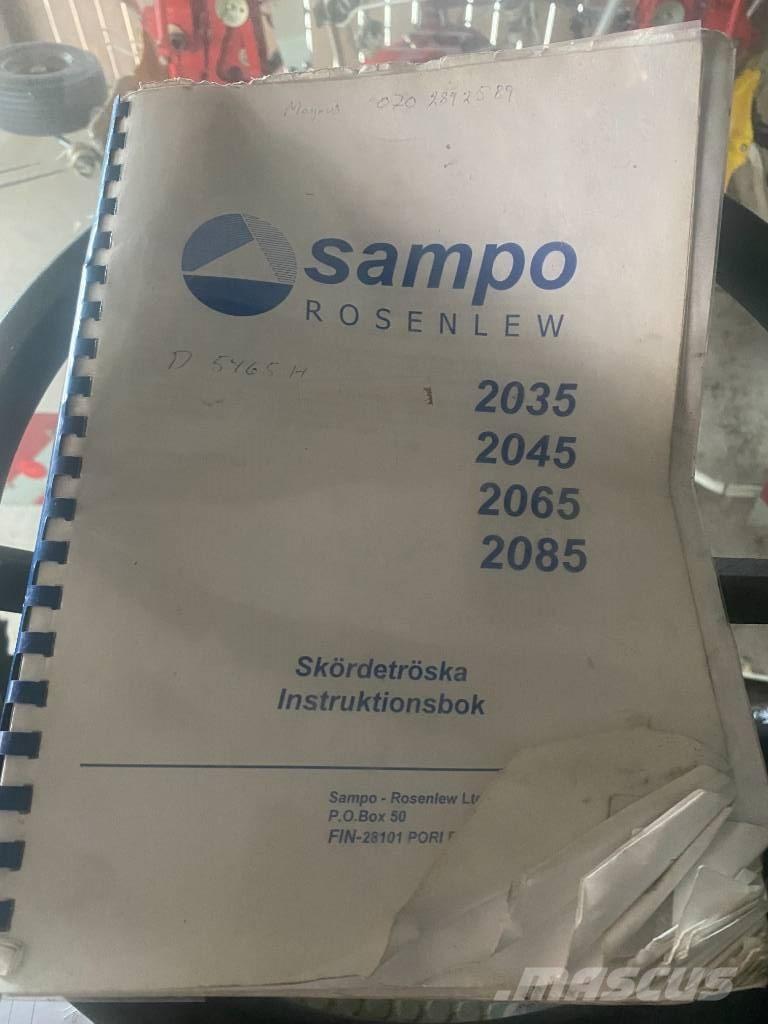 Magnus 070 2892589
sampo
ROSENLEW
D 5465 H
2035
2045
2065
2085
Skördetröska
Instruktionsbok
Sampo - Rosenlew Lt
P.O.Box 50
FIN-28101 PORI
MASCUS